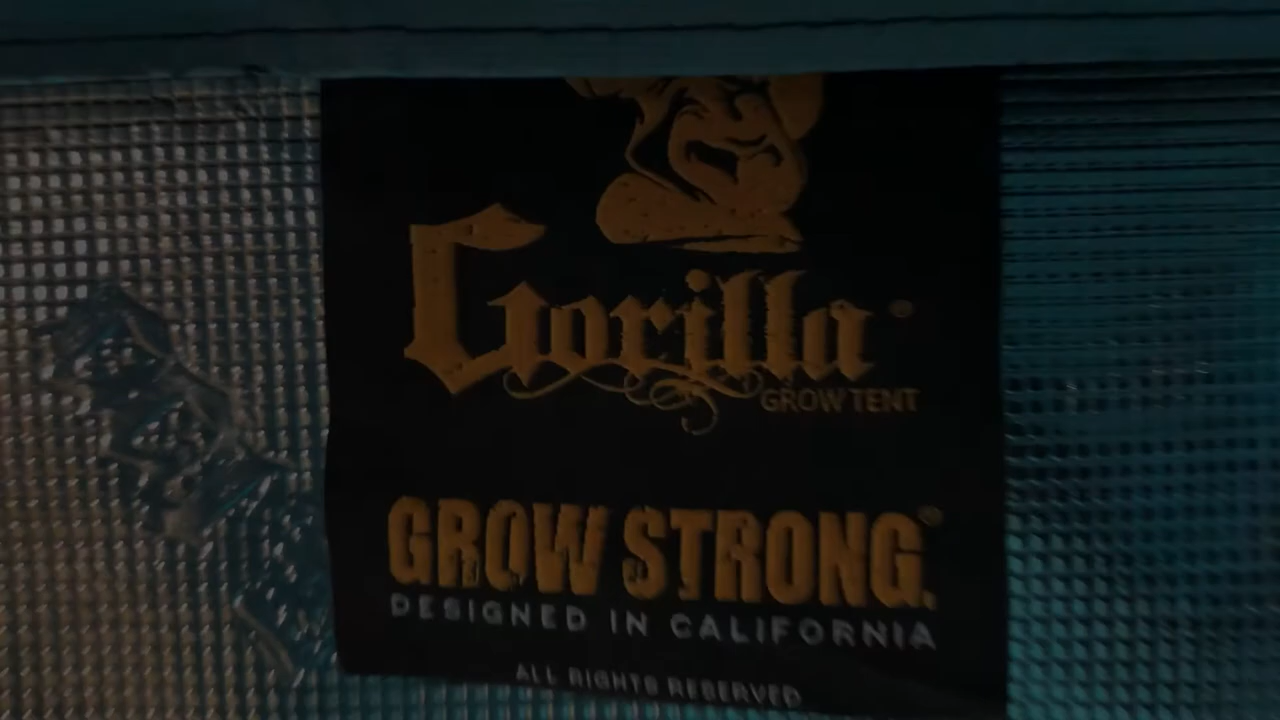 Gorilla
GROW TENT
GROW STRONG.
DESIGNED IN CALIFORNIA
ALL RIGHTS RESERVED